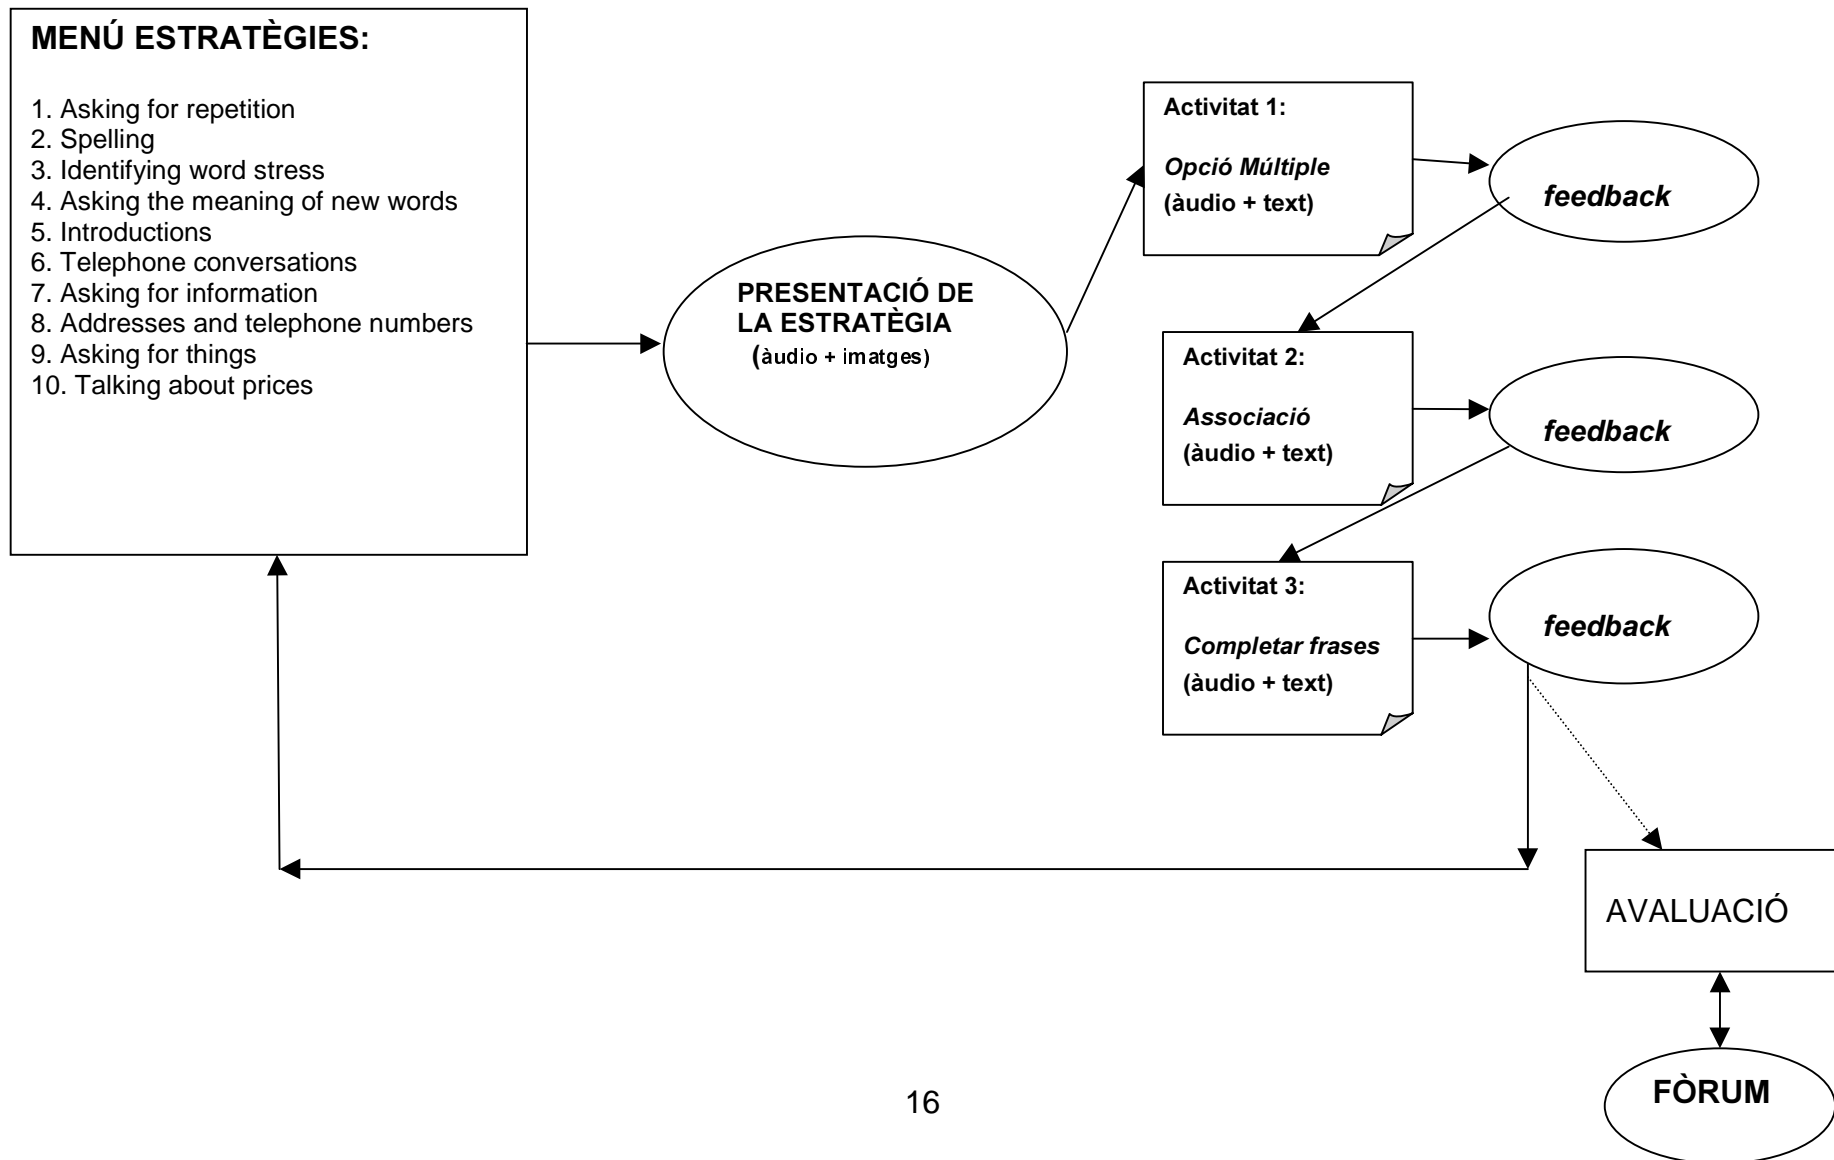 MENÚ ESTRATÈGIES:
1. Asking for repetition
2. Spelling
3. Identifying word stress
4. Asking the meaning of new words
5. Introductions
6. Telephone conversations
7. Asking for information
8. Addresses and telephone numbers
9. Asking for things
10. Talking about prices
PRESENTACIÓ DE
LA ESTRATÈGIA
(àudio + imatges)
Activitat 1:
Opció Múltiple
(àudio + text)
feedback
Activitat 2:
Associació
(àudio + text)
feedback
Activitat 3:
Completar frases
(àudio + text)
feedback
AVALUACIÓ
FÒRUM
16